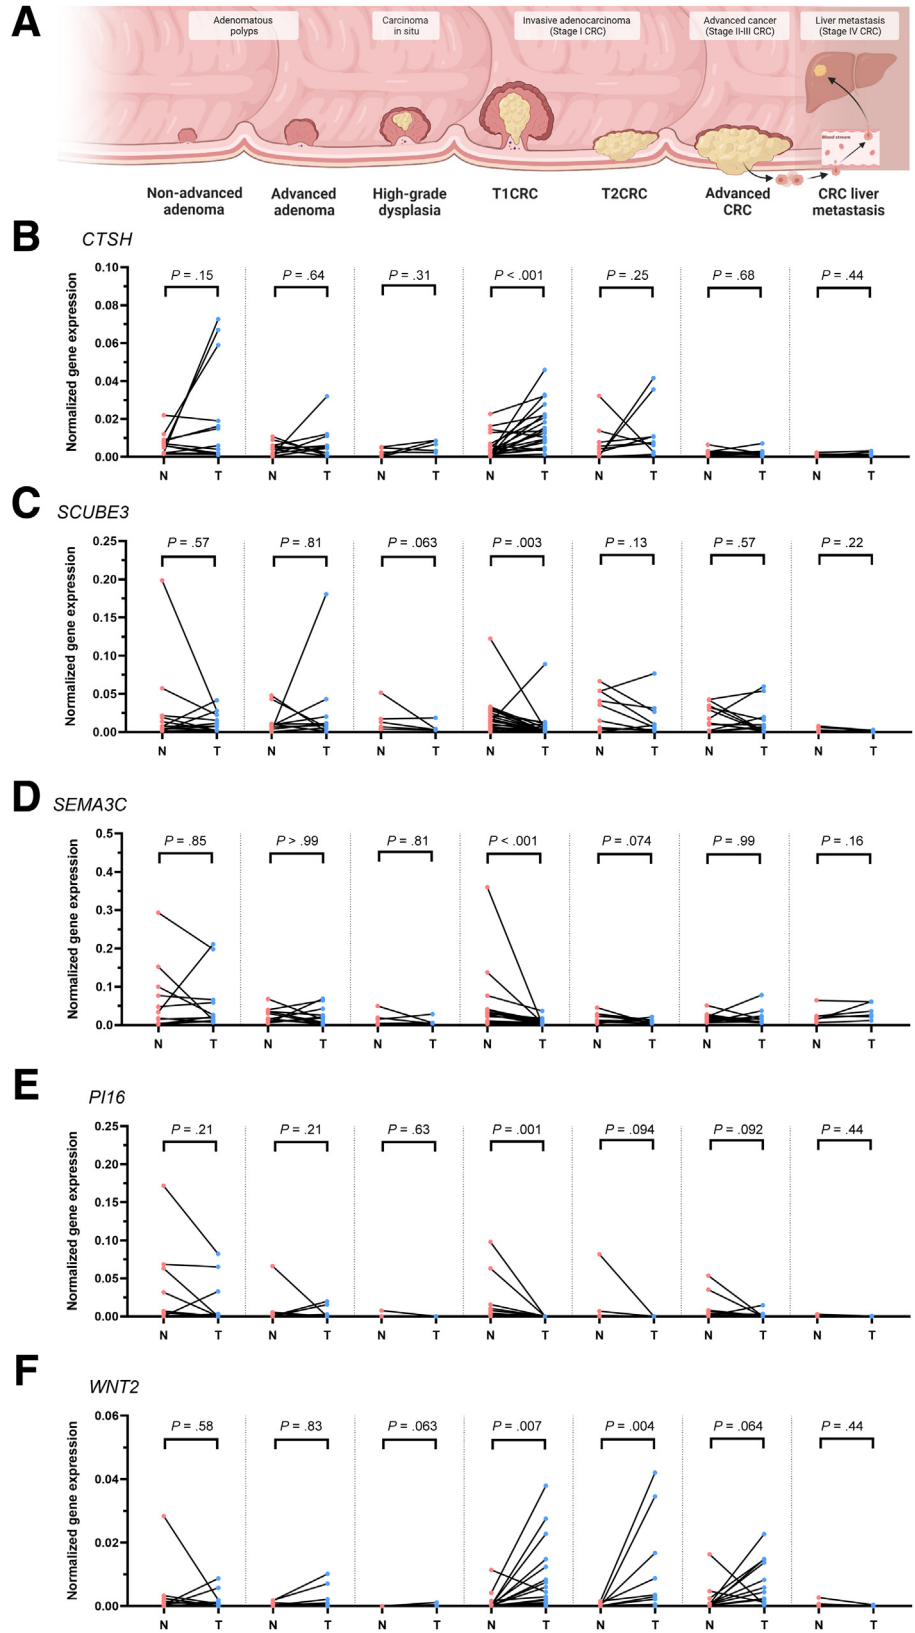 A
Adenomatous
polyps
Carcinoma
in situ
Invasive adenocarcinoma
(Stage I CRC)
Advanced cancer
(Stage II-III CRC)
Liver metastasis
(Stage IV CRC)
Blood stream
Non-advanced
adenoma
Advanced
adenoma
High-grade
dysplasia
T1CRC
T2CRC
Advanced
CRC
CRC liver
metastasis
B
CTSH
Normalized gene expression
0.10
0.08
0.06
0.04
0.02
0.00
P = .15
P = .64
P = .31
P < .001
P = .25
P = .68
P = .44
N T N T N T N T N T N T N T
C
SCUBE3
Normalized gene expression
0.25
0.20
0.15
0.10
0.05
0.00
P = .57
P = .81
P = .063
P = .003
P = .13
P = .57
P = .22
N T N T N T N T N T N T N T
D
SEMA3C
Normalized gene expression
0.5
0.4
0.3
0.2
0.1
0.0
P = .85
P > .99
P = .81
P < .001
P = .074
P = .99
P = .16
N T N T N T N T N T N T N T
E
PI16
Normalized gene expression
0.25
0.20
0.15
0.10
0.05
0.00
P = .21
P = .21
P = .63
P = .001
P = .094
P = .092
P = .44
N T N T N T N T N T N T N T
F
WNT2
Normalized gene expression
0.06
0.04
0.02
0.00
P = .58
P = .83
P = .063
P = .007
P = .004
P = .064
P = .44
N T N T N T N T N T N T N T